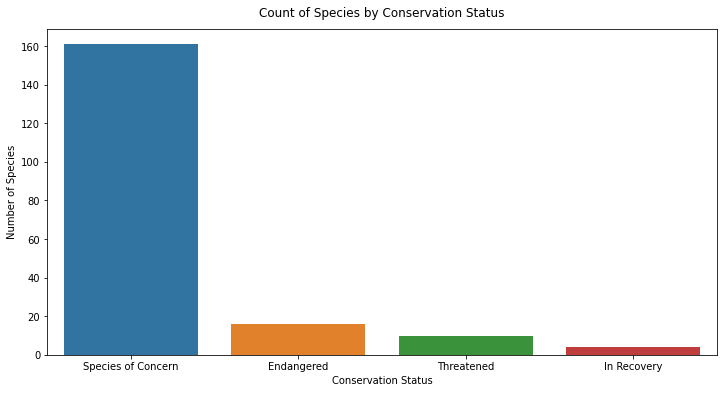 Count of Species by Conservation Status
Number of Species
160
140
120
100
80
60
40
20
0
Species of Concern
Endangered
Threatened
In Recovery
Conservation Status